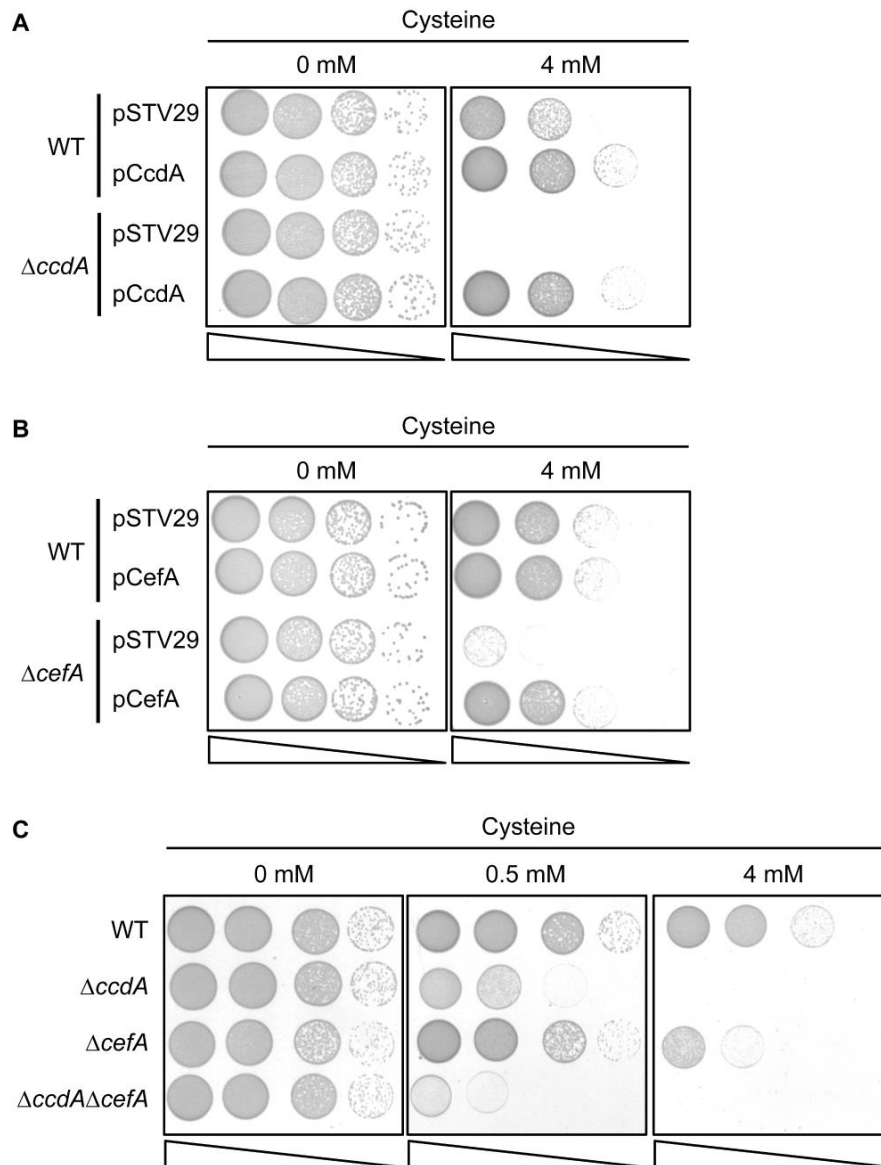 A
Cysteine
0 mM 4 mM
WT
pSTV29
pCcdA
ΔccdA
pSTV29
pCcdA
B
Cysteine
0 mM 4 mM
WT
pSTV29
pCefA
ΔcefA
pSTV29
pCefA
C
Cysteine
0 mM 0.5 mM 4 mM
WT
ΔccdA
ΔcefA
ΔccdAΔcefA